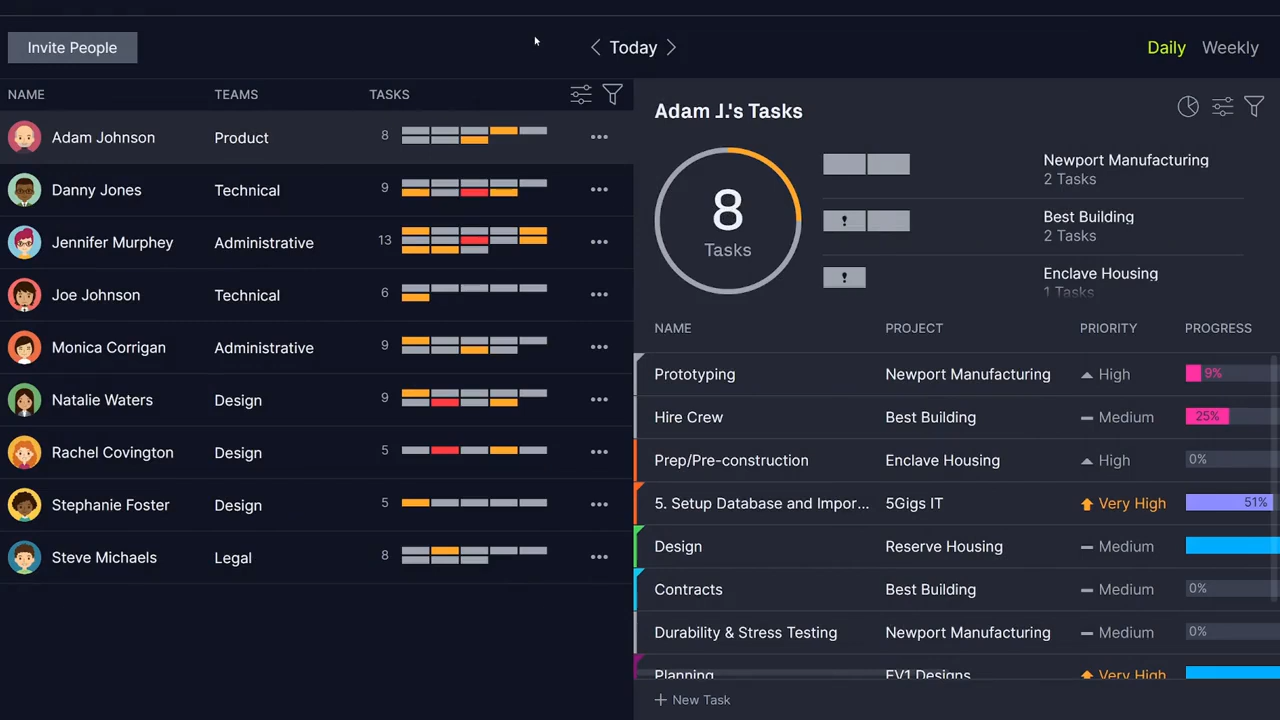 Invite People
Today
Daily Weekly
NAME TEAMS TASKS
Adam Johnson Product 8
Danny Jones Technical 9
Jennifer Murphey Administrative 13
Joe Johnson Technical 6
Monica Corrigan Administrative 9
Natalie Waters Design 9
Rachel Covington Design 5
Stephanie Foster Design 5
Steve Michaels Legal 8
Adam J.'s Tasks
8
Tasks
Newport Manufacturing
2 Tasks
! Best Building
2 Tasks
! Enclave Housing
1 Tasks
NAME PROJECT PRIORITY PROGRESS
Prototyping Newport Manufacturing High 9%
Hire Crew Best Building Medium 25%
Prep/Pre-construction Enclave Housing High 0%
5. Setup Database and Impor... 5Gigs IT Very High 51%
Design Reserve Housing Medium
Contracts Best Building Medium 0%
Durability & Stress Testing Newport Manufacturing Medium 0%
Planning EV1 Designs Very High
+ New Task